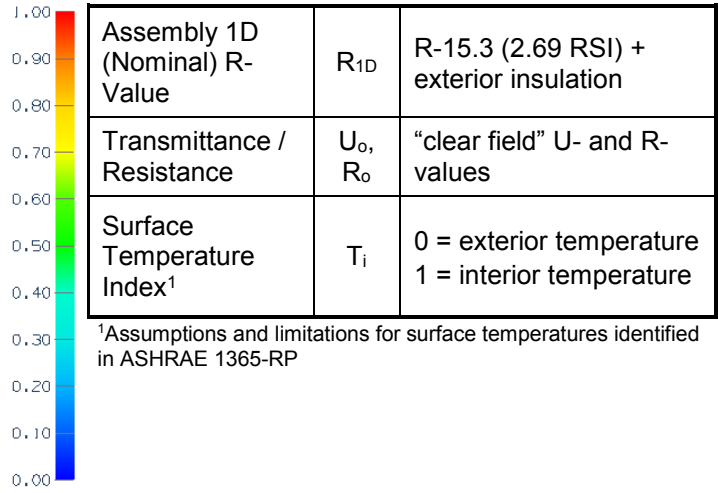 1.00
0.90
0.80
0.70
0.60
0.50
0.40
0.30
0.20
0.10
0.00
Assembly 1D
(Nominal) R-
Value
R1D
R-15.3 (2.69 RSI) +
exterior insulation
Transmittance /
Resistance
Uo,
Ro
“clear field” U- and R-
values
Surface
Temperature
Index1
Ti
0 = exterior temperature
1 = interior temperature
1Assumptions and limitations for surface temperatures identified
in ASHRAE 1365-RP